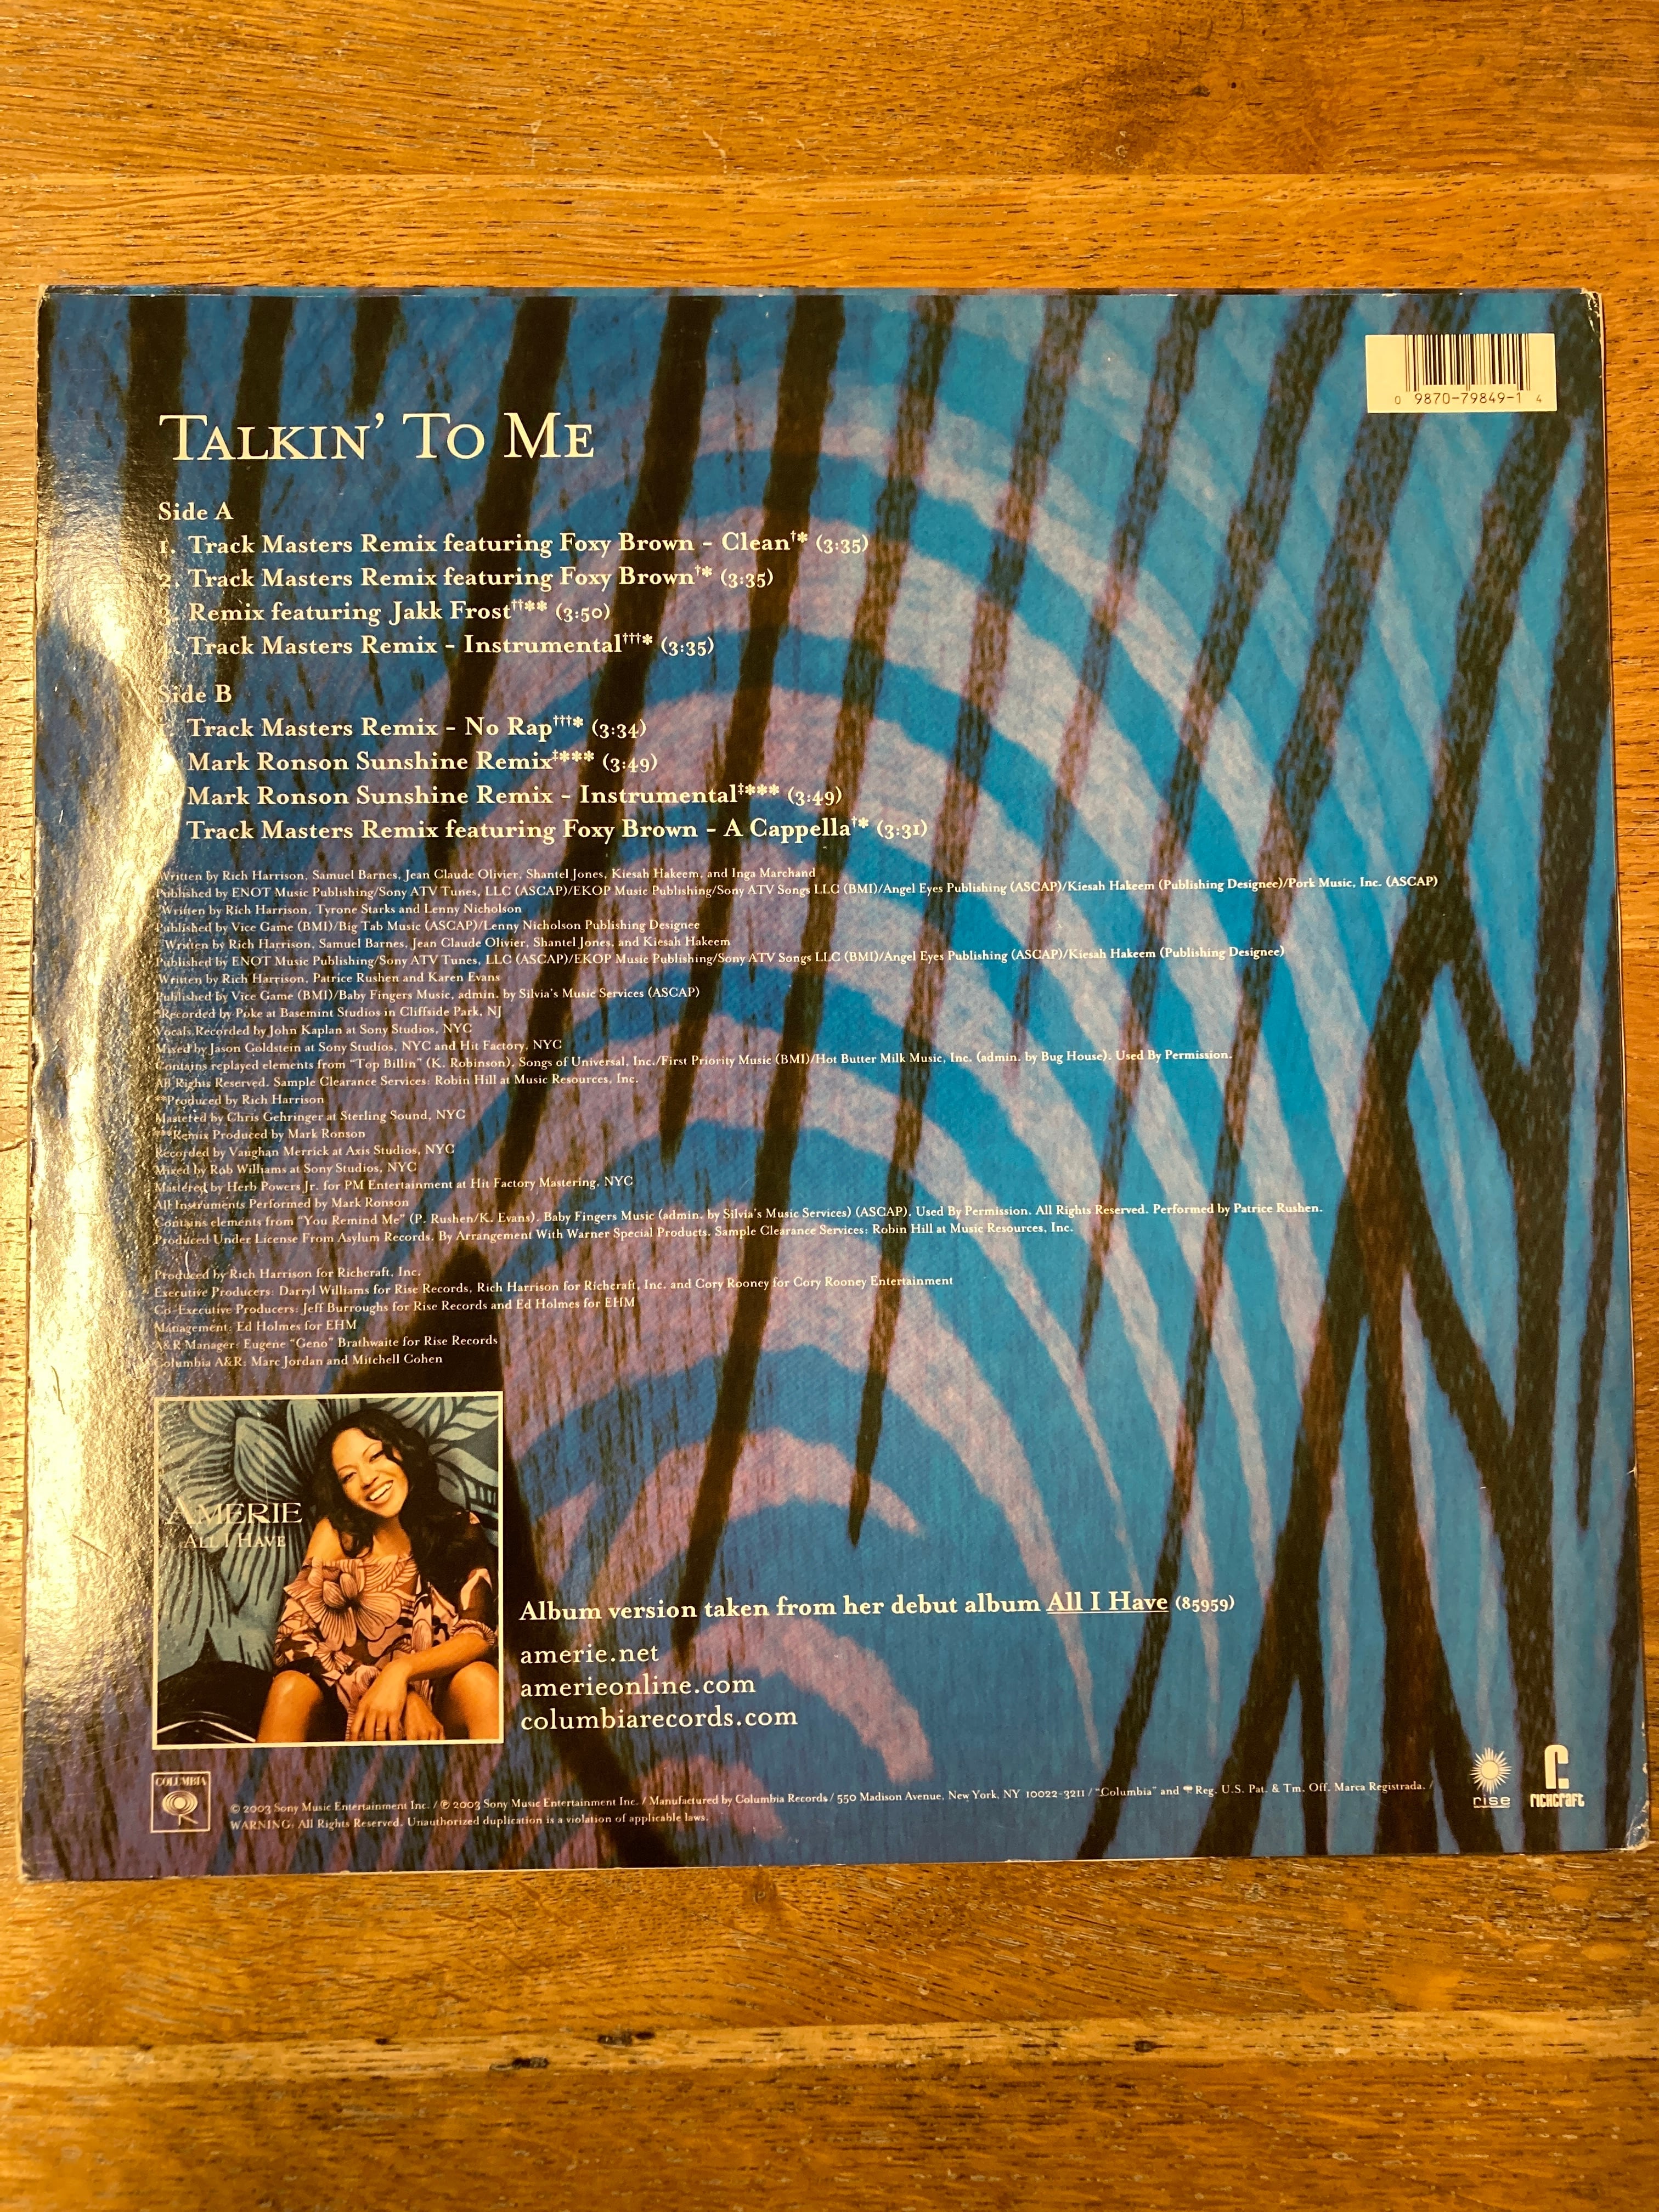 0 9870-79849-1 4
TALKIN' TO ME
Side A
1. Track Masters Remix featuring Foxy Brown - Clean†* (3:35)
2. Track Masters Remix featuring Foxy Brown†* (3:35)
3. Remix featuring Jakk Frost††** (3:50)
Track Masters Remix - Instrumental†††* (3:35)
Side B
Track Masters Remix - No Rap†††* (3:34)
Mark Ronson Sunshine Remix‡*** (3:49)
Mark Ronson Sunshine Remix - Instrumental‡*** (3:49)
Track Masters Remix featuring Foxy Brown - A Cappella†* (3:31)
Written by Rich Harrison, Samuel Barnes, Jean Claude Olivier, Shantel Jones, Kiesah Hakeem, and Inga Marchand
Published by ENOT Music Publishing/Sony ATV Tunes, LLC (ASCAP)/EKOP Music Publishing/Sony ATV Songs LLC (BMI)/Angel Eyes Publishing (ASCAP)/Kiesah Hakeem (Publishing Designee)/Pork Music, Inc. (ASCAP)
Written by Rich Harrison, Tyrone Starks and Lenny Nicholson
Published by Vice Game (BMI)/Big Tab Music (ASCAP)/Lenny Nicholson Publishing Designee
Written by Rich Harrison, Samuel Barnes, Jean Claude Olivier, Shantel Jones, and Kiesah Hakeem
Published by ENOT Music Publishing/Sony ATV Tunes, LLC (ASCAP)/EKOP Music Publishing/Sony ATV Songs LLC (BMI)/Angel Eyes Publishing (ASCAP)/Kiesah Hakeem (Publishing Designee)
Written by Rich Harrison, Patrice Rushen and Karen Evans
Published by Vice Game (BMI)/Baby Fingers Music, admin. by Silvia's Music Services (ASCAP)
*Recorded by Poke at Basemint Studios in Cliffside Park, NJ
Vocals Recorded by John Kaplan at Sony Studios, NYC
Mixed by Jason Goldstein at Sony Studios, NYC and Hit Factory, NYC
Contains replayed elements from "Top Billin" (K. Robinson), Songs of Universal, Inc./First Priority Music (BMI)/Hot Butter Milk Music, Inc. (admin. by Bug House). Used By Permission.
All Rights Reserved. Sample Clearance Services: Robin Hill at Music Resources, Inc.
**Produced by Rich Harrison
Mastered by Chris Gehringer at Sterling Sound, NYC
***Remix Produced by Mark Ronson
Recorded by Vaughan Merrick at Axis Studios, NYC
Mixed by Rob Williams at Sony Studios, NYC
Mastered by Herb Powers Jr. for PM Entertainment at Hit Factory Mastering, NYC
All Instruments Performed by Mark Ronson
Contains elements from "You Remind Me" (P. Rushen/K. Evans), Baby Fingers Music (admin. by Silvia's Music Services) (ASCAP), Used By Permission. All Rights Reserved. Performed by Patrice Rushen.
Produced Under License From Asylum Records. By Arrangement With Warner Special Products. Sample Clearance Services: Robin Hill at Music Resources, Inc.
Produced by Rich Harrison for Richcraft, Inc.
Executive Producers: Darryl Williams for Rise Records, Rich Harrison for Richcraft, Inc. and Cory Rooney for Cory Rooney Entertainment
Co-Executive Producers: Jeff Burroughs for Rise Records and Ed Holmes for EHM
Management: Ed Holmes for EHM
A&R Manager: Eugene "Geno" Brathwaite for Rise Records
Columbia A&R: Marc Jordan and Mitchell Cohen
AMERIE
ALL I HAVE
Album version taken from her debut album All I Have (85959)
amerie.net
amerieonline.com
columbiarecords.com
COLUMBIA
© 2003 Sony Music Entertainment Inc. / ℗ 2003 Sony Music Entertainment Inc. / Manufactured by Columbia Records / 550 Madison Avenue, New York, NY 10022-3211 / "Columbia" and Reg. U.S. Pat. & Tm. Off. Marca Registrada. /
WARNING: All Rights Reserved. Unauthorized duplication is a violation of applicable laws.
rise
RICHCRAFT